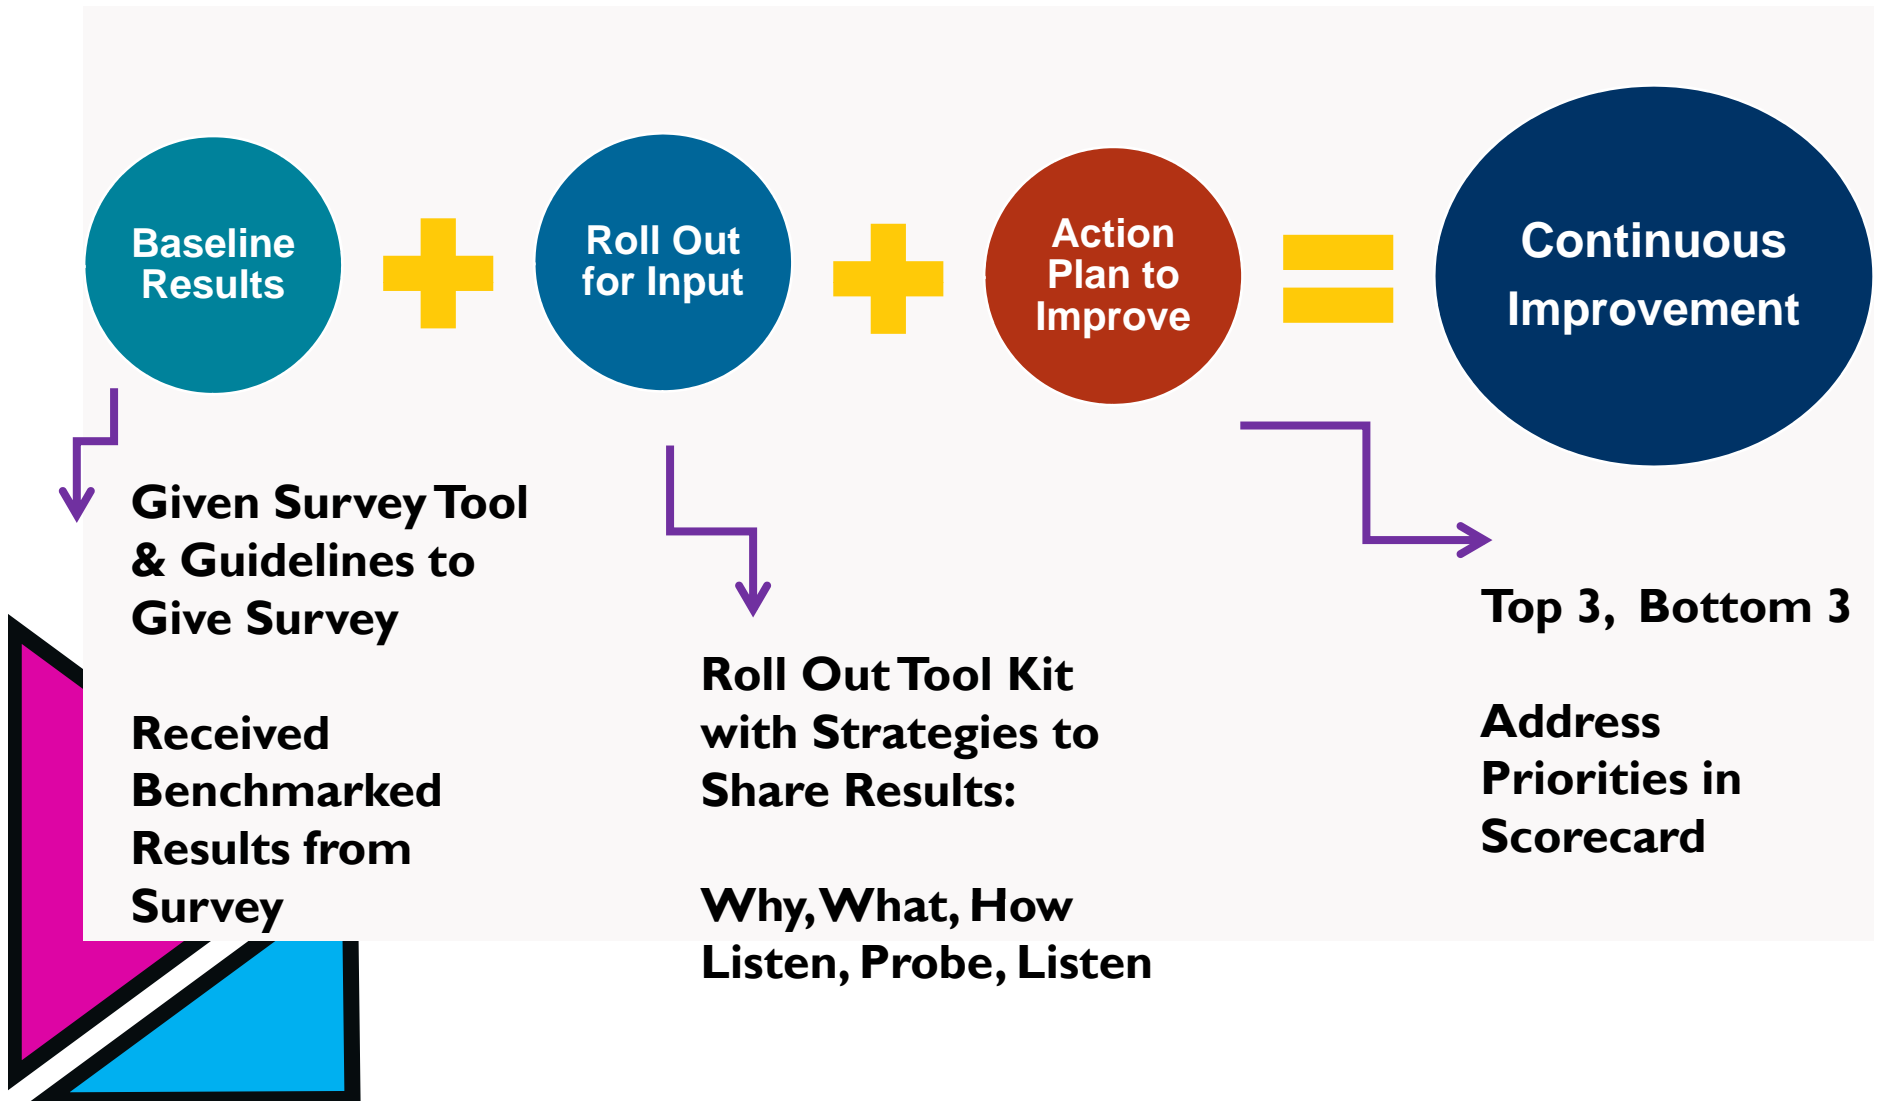 Baseline
Results
Roll Out
for Input
Action
Plan to
Improve
Continuous
Improvement
Given Survey Tool
& Guidelines to
Give Survey
Received
Benchmarked
Results from
Survey
Roll Out Tool Kit
with Strategies to
Share Results:
Why, What, How
Listen, Probe, Listen
Top 3, Bottom 3
Address
Priorities in
Scorecard